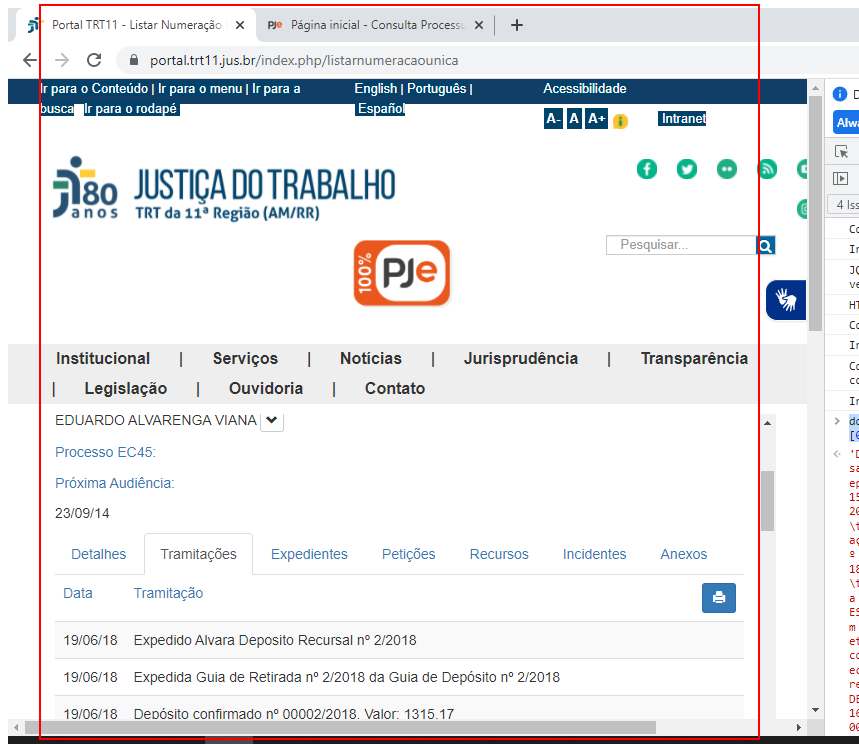 Portal TRT11 - Listar Numeração
PJe Página inicial - Consulta Processu
portal.trt11.jus.br/index.php/listarnumeracaounica
Ir para o Conteúdo | Ir para o menu | Ir para a
busca Ir para o rodapé
English | Português |
Español
Acessibilidade
A- A A+ i
Intranet
80
anos
JUSTIÇA DO TRABALHO
TRT da 11ª Região (AM/RR)
Pesquisar...
100% PJe
Institucional | Serviços | Notícias | Jurisprudência | Transparência
| Legislação | Ouvidoria | Contato
EDUARDO ALVARENGA VIANA
Processo EC45:
Próxima Audiência:
23/09/14
Detalhes Tramitações Expedientes Petições Recursos Incidentes Anexos
Data Tramitação
19/06/18 Expedido Alvara Deposito Recursal nº 2/2018
19/06/18 Expedida Guia de Retirada nº 2/2018 da Guia de Depósito nº 2/2018
19/06/18 Depósito confirmado nº 00002/2018. Valor: 1315.17
D
Alwa
4 Iss
Co
In
JQ
ve
HT
Co
In
Co
co
In
do
[0
'D
sa
ep
15
20
\t
aç
º
18
\t
a
ES
m
et
co
ec
re
DE
16
00